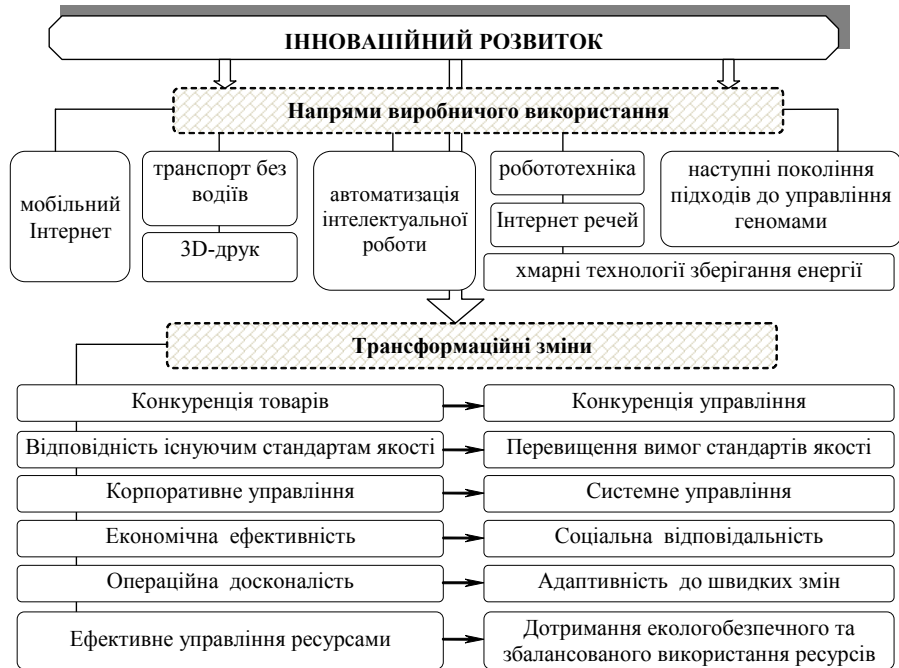 ІННОВАШІЙНИЙ РОЗВИТОК
Напрями виробничого використання
мобільний
Інтернет
транспорт без
водіїв
3D-друк
автоматизація
інтелектуальної
роботи
робототехніка
Інтернет речей
наступні покоління
підходів до управління
геномами
хмарні технології зберігання енергії
Трансформаційні зміни
Конкуренція товарів
Конкуренція управління
Відповідність існуючим стандартам якості
Перевищення вимог стандартів якості
Корпоративне управління
Системне управління
Економічна ефективність
Соціальна відповідальність
Операційна досконалість
Адаптивність до швидких змін
Ефективне управління ресурсами
Дотримання екологобезпечного та
збалансованого використання ресурсів